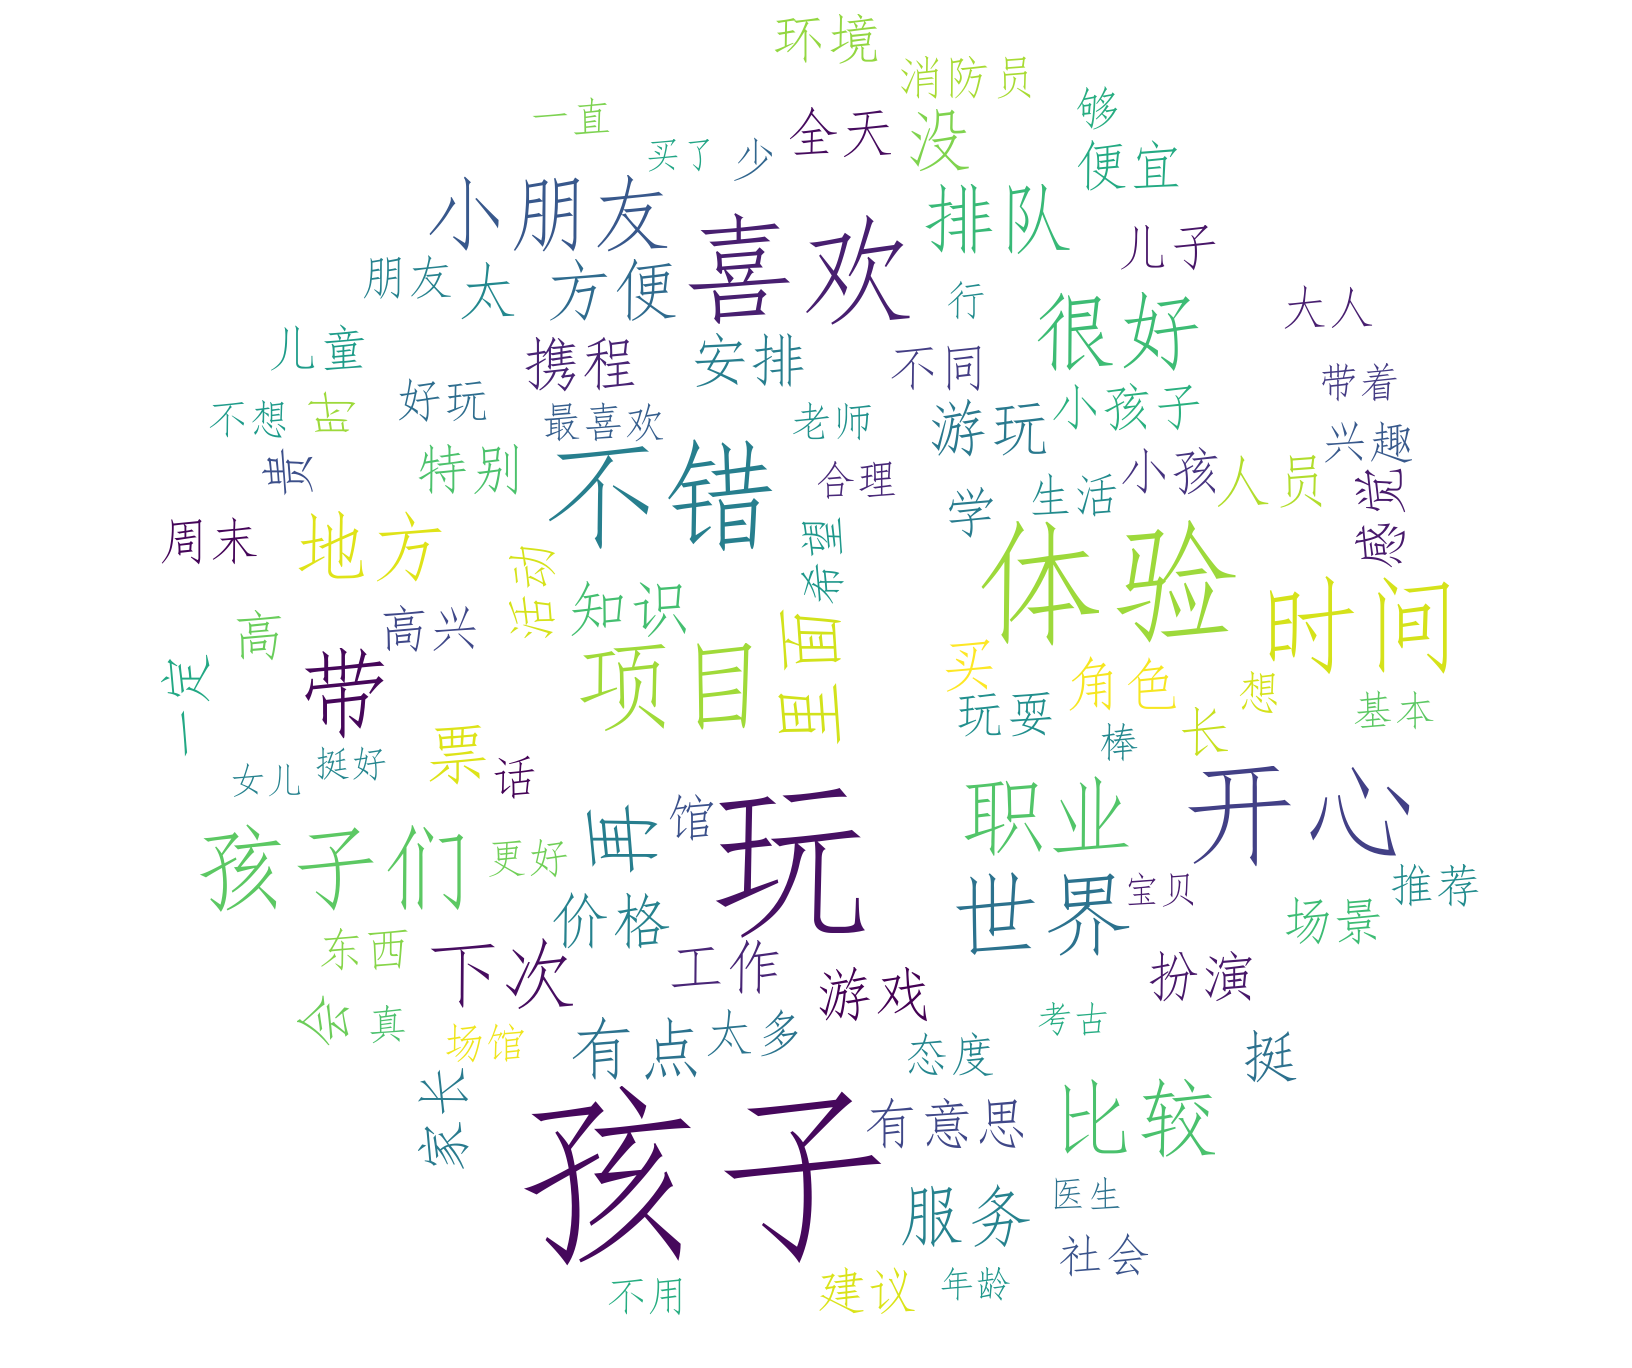 环境
消防员
一直
够
全天
没
买了
少
便宜
小朋友
喜欢
排队
儿子
朋友
太
方便
行
很好
大人
儿童
携程
安排
不同
带着
好玩
不想
时
最喜欢
老师
游玩
小孩子
兴趣
贵
特别
不错
合理
学
生活
小孩
人员
感觉
周末
地方
活动
希望
体验
时间
知识
高
高兴
一定
带
项目
里面
买
角色
想
玩耍
长
基本
票
棒
女儿
挺好
话
玩
职业
开心
孩子们
更好
再
馆
价格
世界
宝贝
推荐
场景
东西
下次
工作
游戏
扮演
会
真
场馆
有点
太多
考古
态度
挺
家长
孩子
有意思
比较
服务
医生
社会
不用
建议
年龄